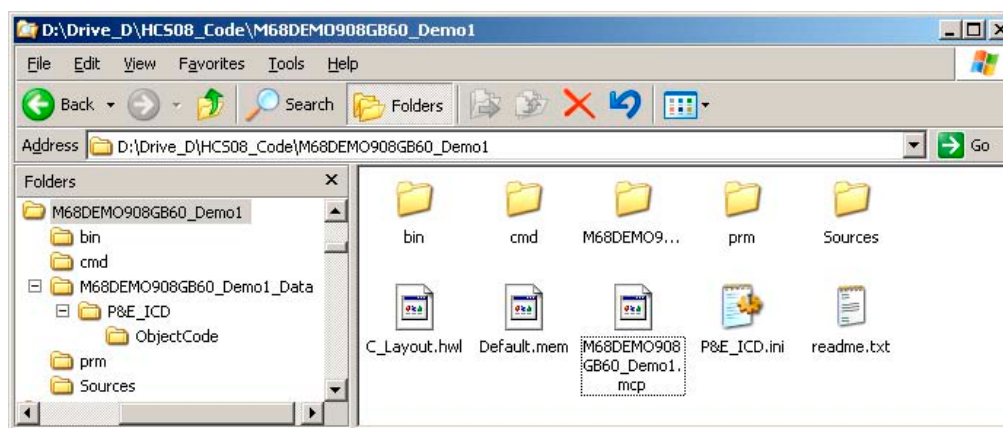 D:\Drive_D\HCS08_Code\M68DEMO908GB60_Demo1
File Edit View Favorites Tools Help
Back Search Folders
Address D:\Drive_D\HCS08_Code\M68DEMO908GB60_Demo1 Go
Folders x
M68DEMO908GB60_Demo1
bin
cmd
M68DEMO908GB60_Demo1_Data
P&E_ICD
ObjectCode
prm
Sources
bin cmd M68DEMO9... prm Sources
C_Layout.hwl Default.mem M68DEMO908 P&E_ICD.ini readme.txt
GB60_Demo1.
mcp